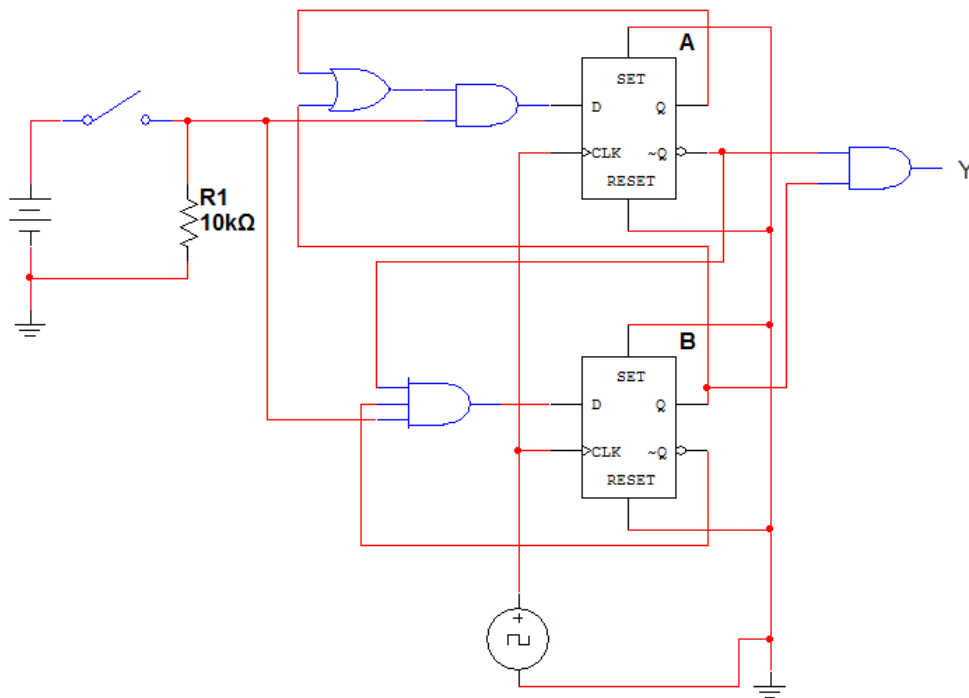 A
SET
D Q
CLK ~Q
RESET
Y
R1
10kΩ
B
SET
D Q
CLK ~Q
RESET
+